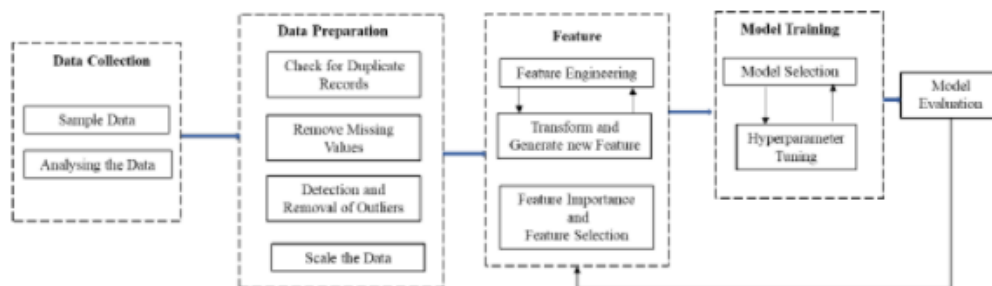 Data Collection
Sample Data
Analysing the Data
Data Preparation
Check for Duplicate
Records
Remove Missing
Values
Detection and
Removal of Outliers
Scale the Data
Feature
Feature Engineering
Transform and
Generate new Feature
Feature Importance
and
Feature Selection
Model Training
Model Selection
Hyperparameter
Tuning
Model
Evaluation